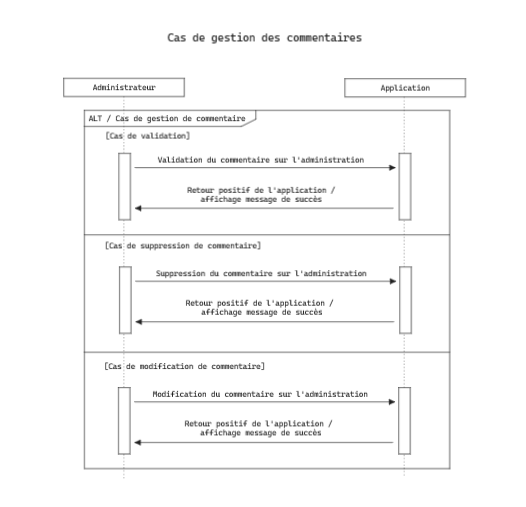 Cas de gestion des commentaires
Administrateur
Application
ALT / Cas de gestion de commentaire
[Cas de validation]
Validation du commentaire sur l'administration
Retour positif de l'application /
affichage message de succès
[Cas de suppression de commentaire]
Suppression du commentaire sur l'administration
Retour positif de l'application /
affichage message de succès
[Cas de modification de commentaire]
Modification du commentaire sur l'administration
Retour positif de l'application /
affichage message de succès